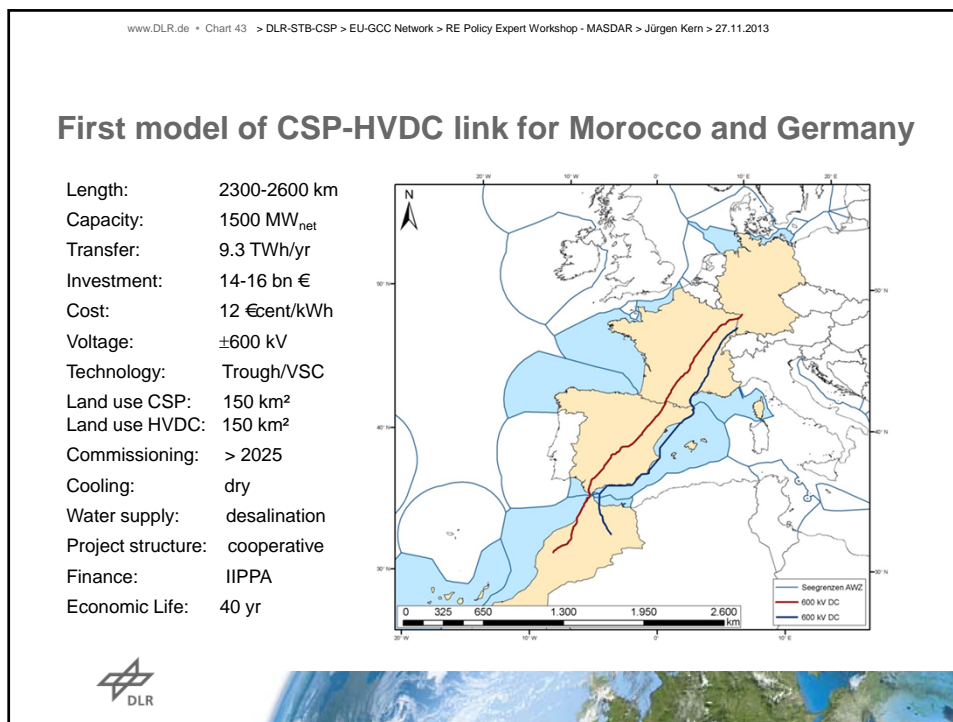 www.DLR.de • Chart 43 > DLR-STB-CSP > EU-GCC Network > RE Policy Expert Workshop - MASDAR > Jürgen Kern > 27.11.2013
First model of CSP-HVDC link for Morocco and Germany
Length: 2300-2600 km
Capacity: 1500 MWnet
Transfer: 9.3 TWh/yr
Investment: 14-16 bn €
Cost: 12 €cent/kWh
Voltage: ±600 kV
Technology: Trough/VSC
Land use CSP: 150 km²
Land use HVDC: 150 km²
Commissioning: > 2025
Cooling: dry
Water supply: desalination
Project structure: cooperative
Finance: IIPPA
Economic Life: 40 yr
20° W 10° W 0° 10° E 20° E
N
50° N 50° N
40° N 40° N
30° N 30° N
Seegrenzen AWZ
600 kV DC
600 kV DC
0 325 650 1.300 1.950 2.600
km
20° W 10° W 0° 10° E
DLR